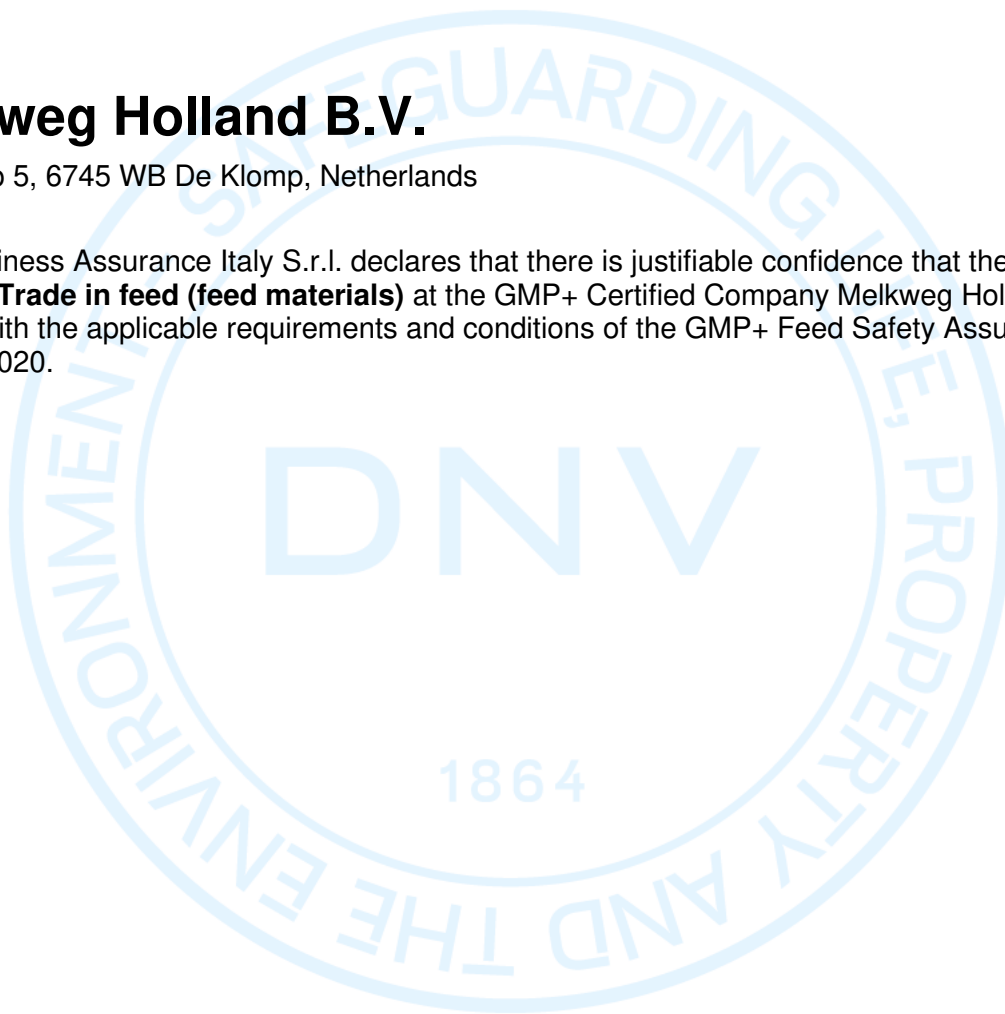 weg Holland B.V.
5, 6745 WB De Klomp, Netherlands
iness Assurance Italy S.r.l. declares that there is justifiable confidence that the
Trade in feed (feed materials) at the GMP+ Certified Company Melkweg Hol
ith the applicable requirements and conditions of the GMP+ Feed Safety Assu
020.
SAFEGUARDING LIFE, PROPERTY AND THE ENVIRONMENT
DNV
1864